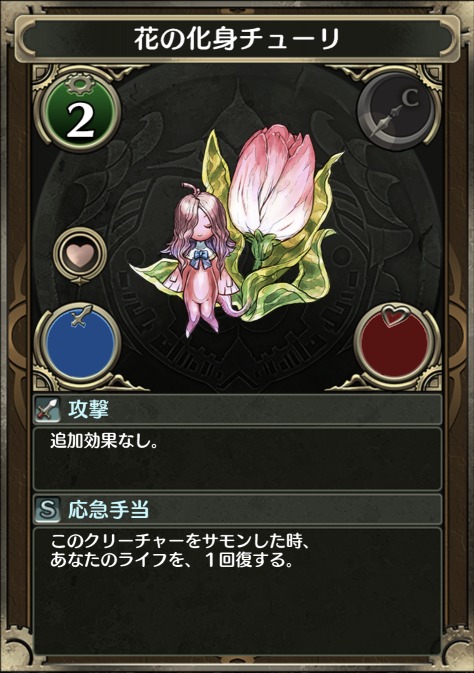 花の化身チューリ
2
C
攻撃
追加効果なし。
S 応急手当
このクリーチャーをサモンした時、
あなたのライフを、１回復する。